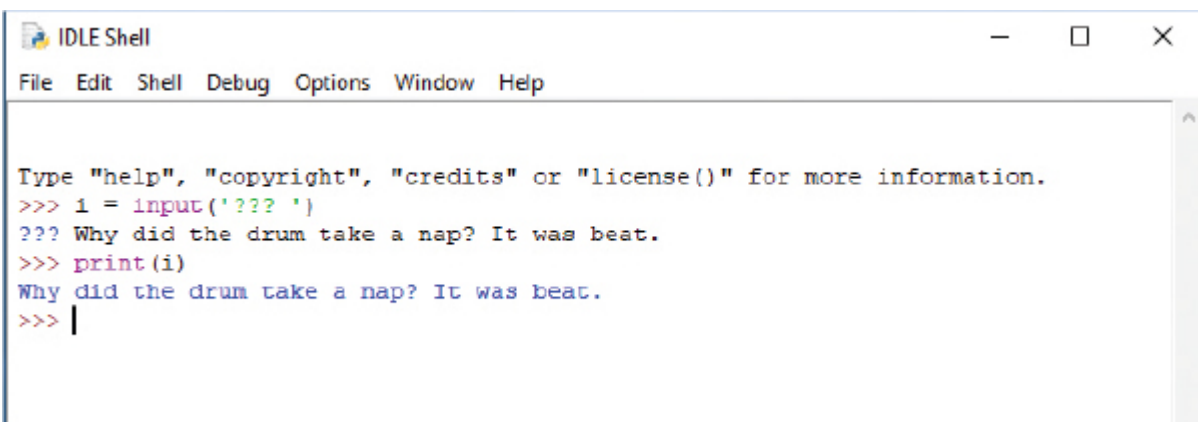 IDLE Shell
File Edit Shell Debug Options Window Help
Type "help", "copyright", "credits" or "license()" for more information.
>>> i = input('??? ')
??? Why did the drum take a nap? It was beat.
>>> print(i)
Why did the drum take a nap? It was beat.
>>>